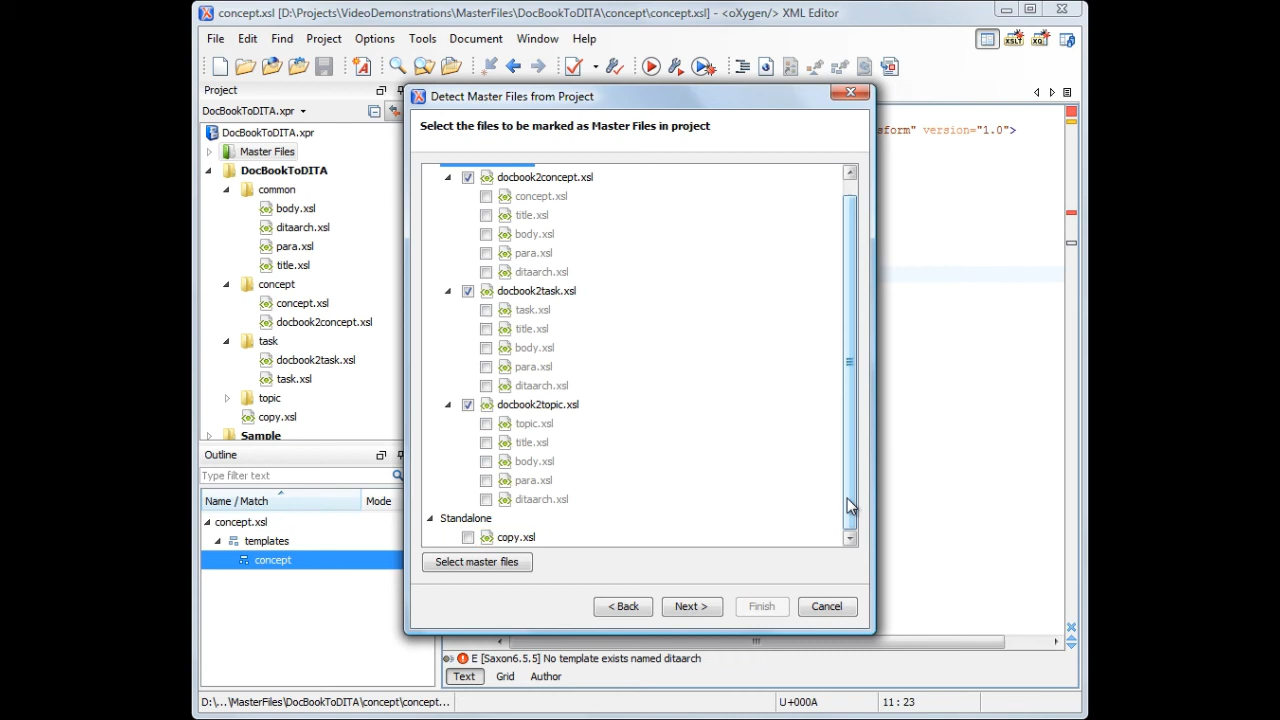 concept.xsl [D:\Projects\VideoDemonstrations\MasterFiles\DocBookToDITA\concept\concept.xsl] - <oXygen/> XML Editor
File Edit Find Project Options Tools Document Window Help
Project
DocBookToDITA.xpr
DocBookToDITA.xpr
Master Files
DocBookToDITA
common
body.xsl
ditaarch.xsl
para.xsl
title.xsl
concept
concept.xsl
docbook2concept.xsl
task
docbook2task.xsl
task.xsl
topic
copy.xsl
Sample
Outline
Type filter text
Name / Match Mode
concept.xsl
templates
concept
Detect Master Files from Project
Select the files to be marked as Master Files in project
docbook2concept.xsl
concept.xsl
title.xsl
body.xsl
para.xsl
ditaarch.xsl
docbook2task.xsl
task.xsl
title.xsl
body.xsl
para.xsl
ditaarch.xsl
docbook2topic.xsl
topic.xsl
title.xsl
body.xsl
para.xsl
ditaarch.xsl
Standalone
copy.xsl
Select master files
< Back Next > Finish Cancel
sform" version="1.0">
E [Saxon6.5.5] No template exists named ditaarch
Text Grid Author
D:\...\MasterFiles\DocBookToDITA\concept\concept... U+000A 11 : 23